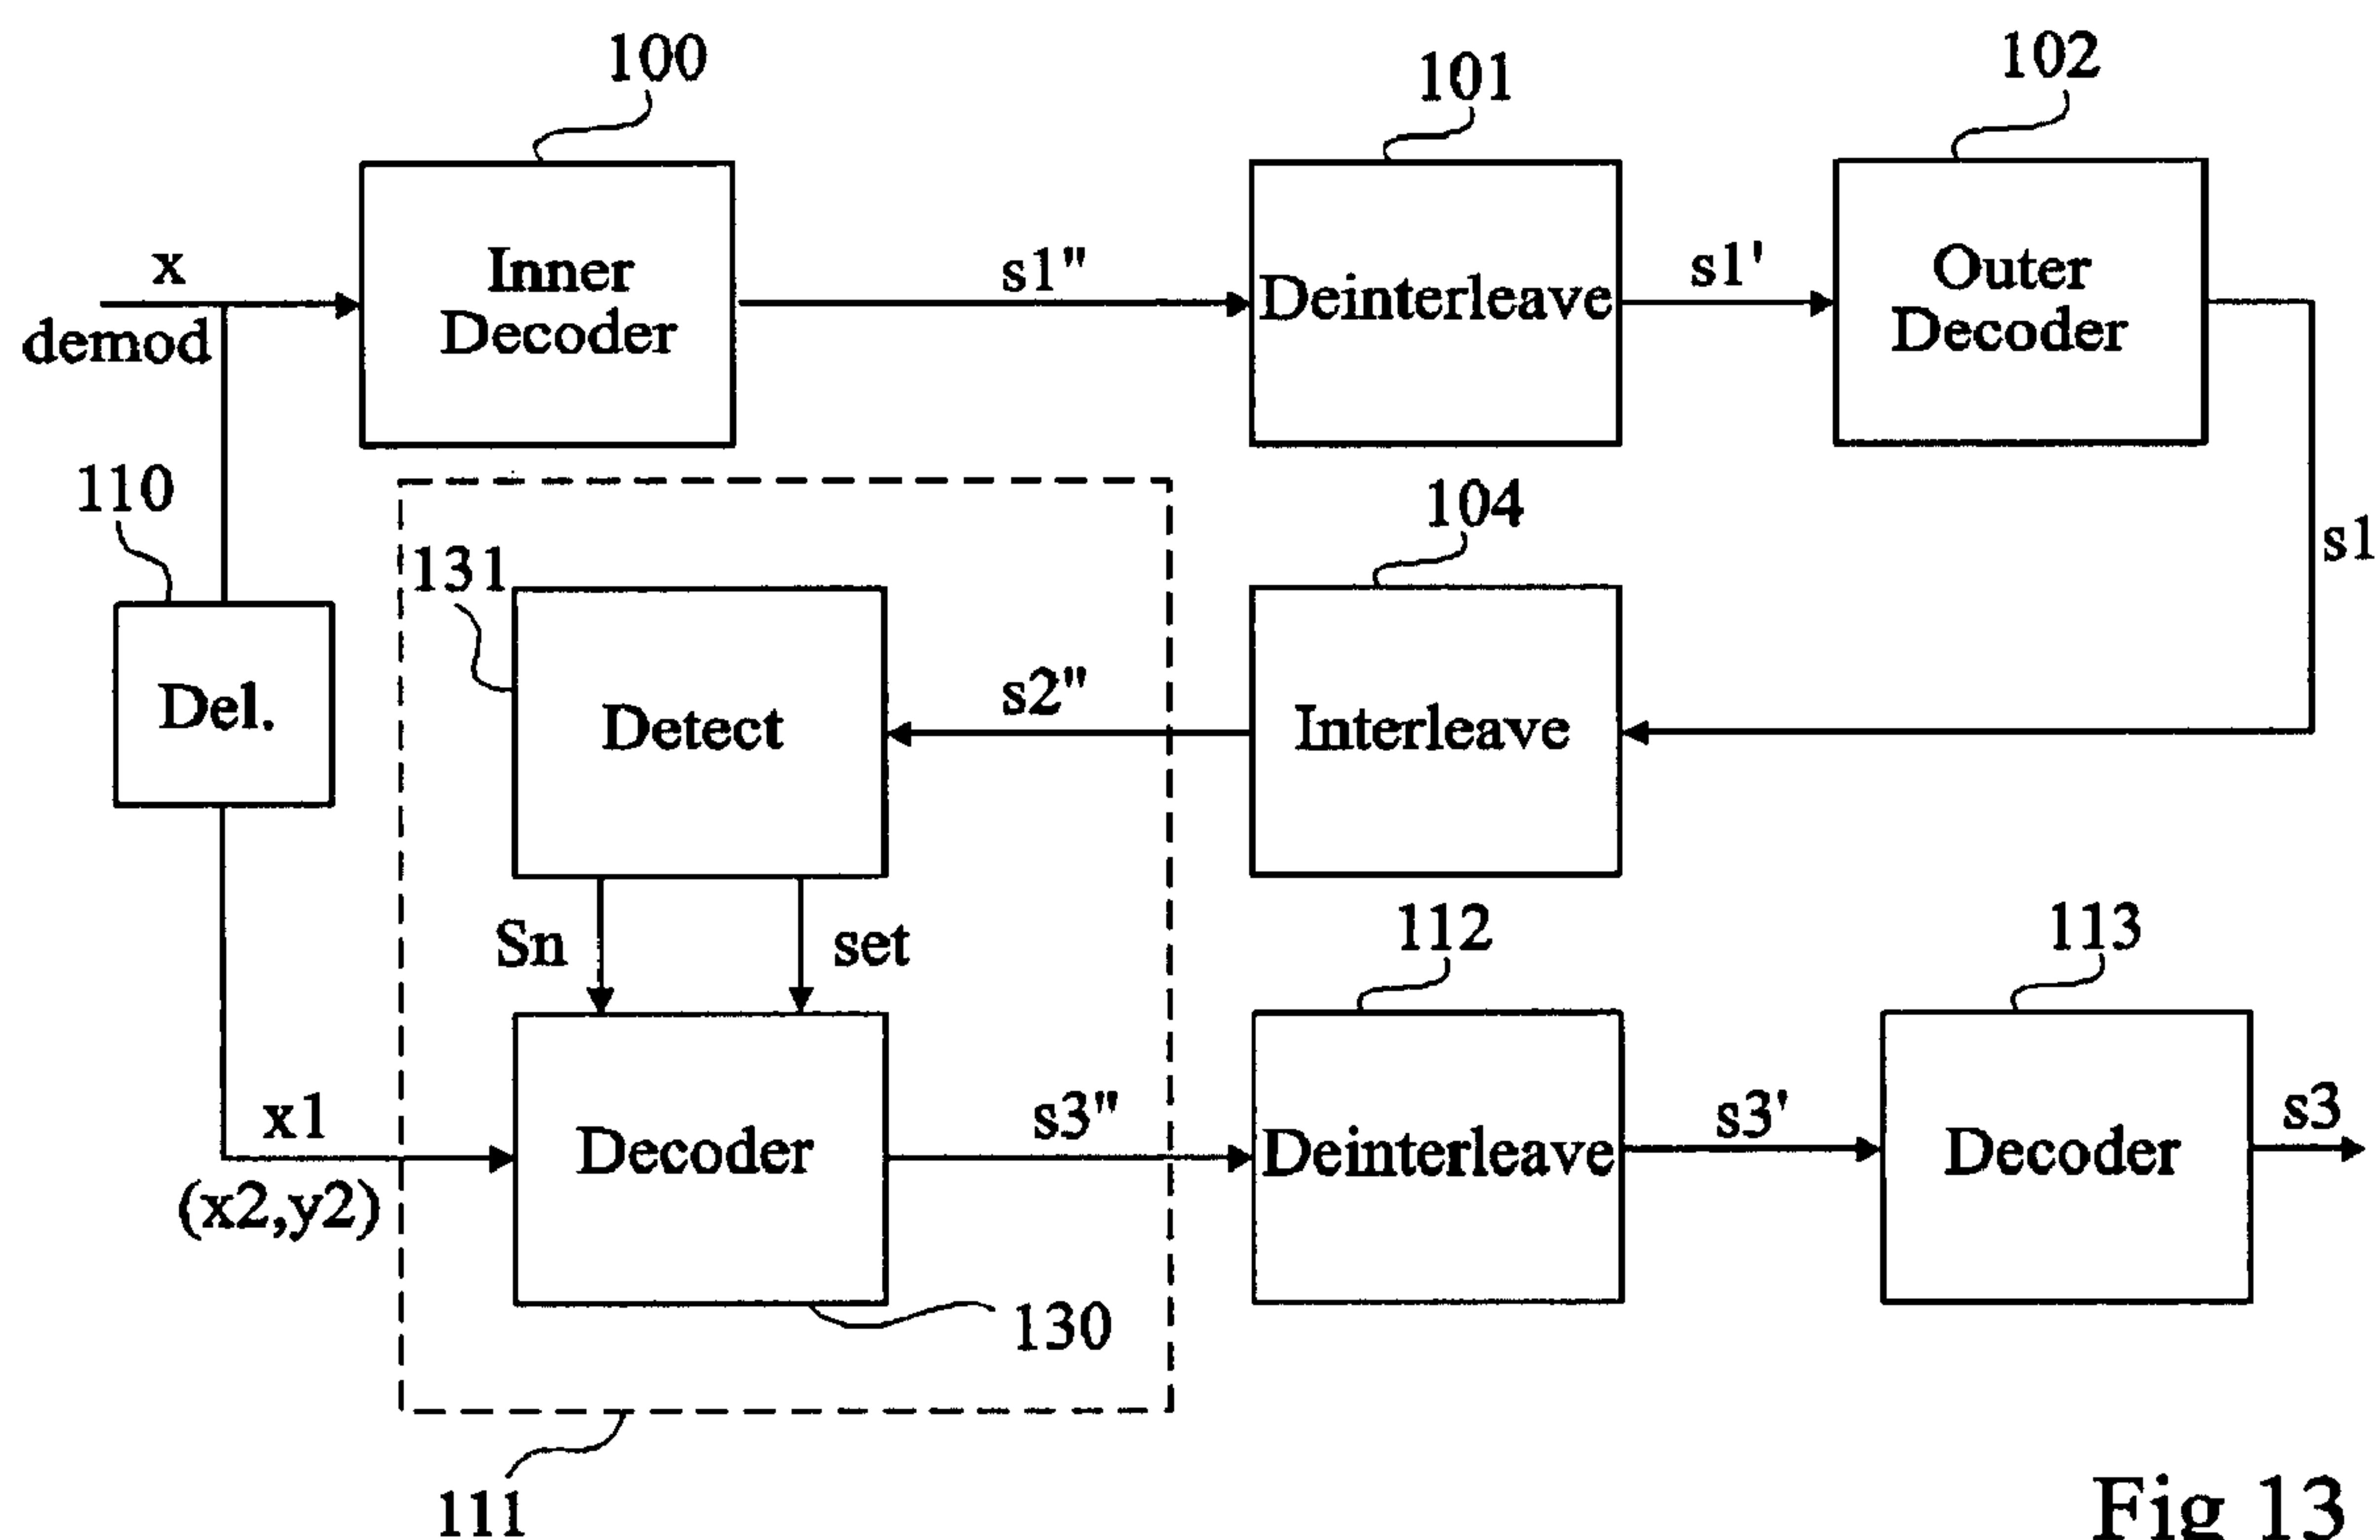 100
101
102
x
demod
Inner
Decoder
s1"
Deinterleave
s1'
Outer
Decoder
110
131
104
s1
Del.
Detect
s2"
Interleave
Sn
set
112
113
x1
(x2,y2)
Decoder
s3"
Deinterleave
s3'
Decoder
s3
130
111
Fig 13